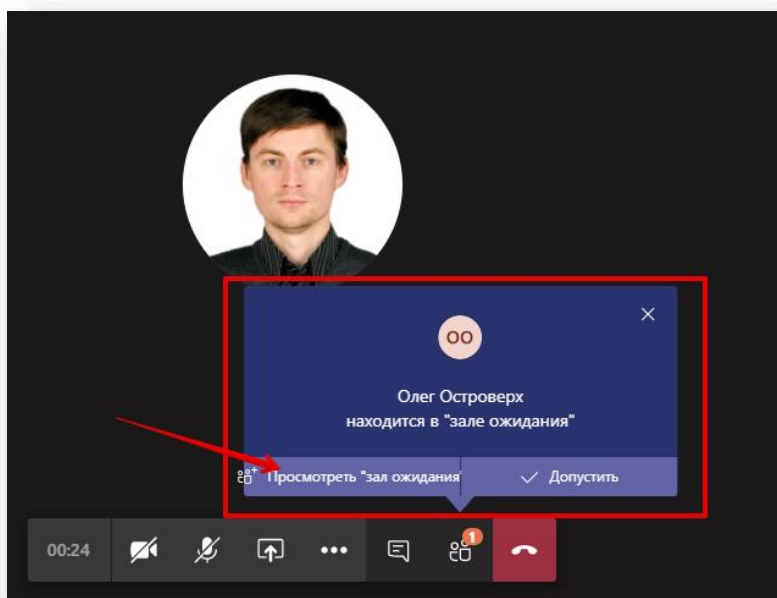 ОО
Олег Островерх
находится в "зале ожидания"
Просмотреть "зал ожидания"
Допустить
00:24
1